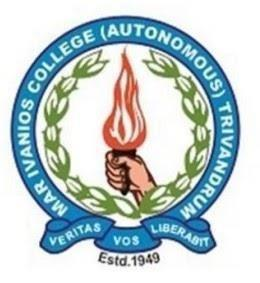 MAR IVANIOS COLLEGE (AUTONOMOUS) TRIVANDRUM
VERITAS VOS LIBERABIT
Estd.1949